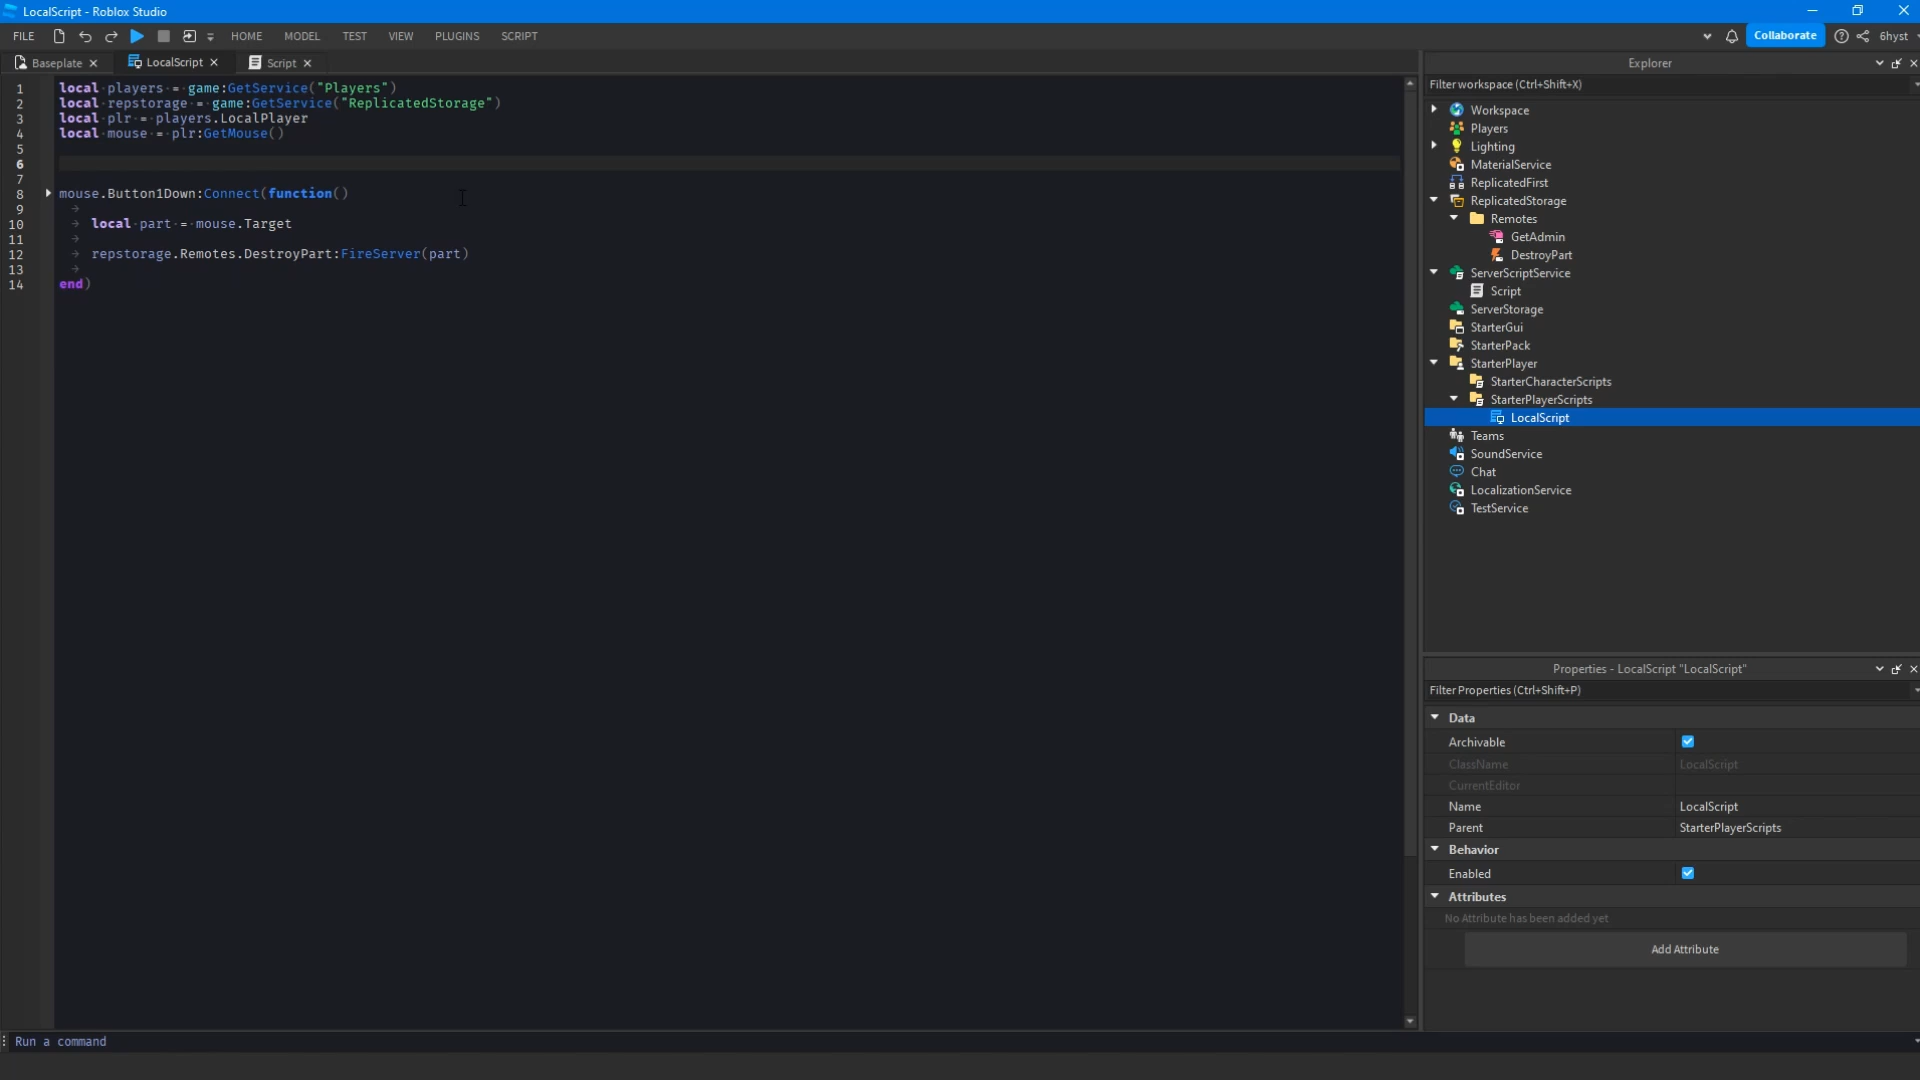 LocalScript - Roblox Studio
FILE HOME MODEL TEST VIEW PLUGINS SCRIPT Collaborate 6hyst
Baseplate LocalScript Script
1 local players = game:GetService("Players")
2 local repstorage = game:GetService("ReplicatedStorage")
3 local plr = players.LocalPlayer
4 local mouse = plr:GetMouse()
5
6
7
8 mouse.Button1Down:Connect(function()
9
10 local part = mouse.Target
11
12 repstorage.Remotes.DestroyPart:FireServer(part)
13
14 end)
Explorer
Filter workspace (Ctrl+Shift+X)
Workspace
Players
Lighting
MaterialService
ReplicatedFirst
ReplicatedStorage
Remotes
GetAdmin
DestroyPart
ServerScriptService
Script
ServerStorage
StarterGui
StarterPack
StarterPlayer
StarterCharacterScripts
StarterPlayerScripts
LocalScript
Teams
SoundService
Chat
LocalizationService
TestService
Properties - LocalScript "LocalScript"
Filter Properties (Ctrl+Shift+P)
Data
Archivable
ClassName LocalScript
CurrentEditor
Name LocalScript
Parent StarterPlayerScripts
Behavior
Enabled
Attributes
No Attribute has been added yet
Add Attribute
Run a command